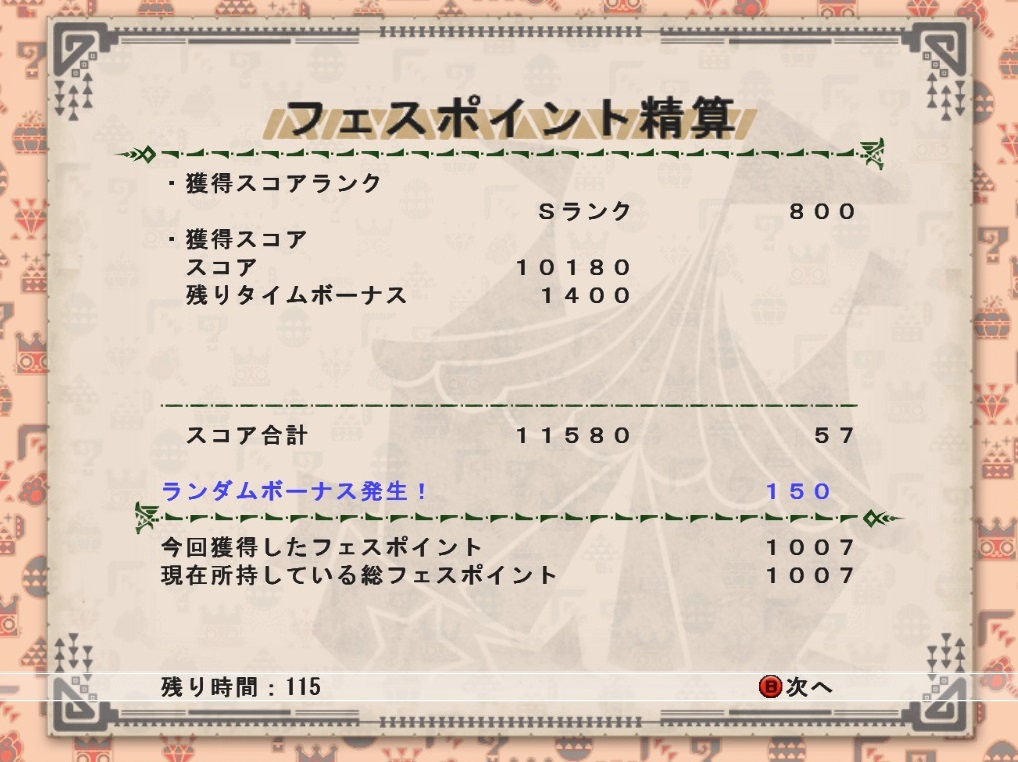 フェスポイント精算
・獲得スコアランク
Sランク 800
・獲得スコア
スコア 10180
残りタイムボーナス 1400
スコア合計 11580 57
ランダムボーナス発生! 150
今回獲得したフェスポイント 1007
現在所持している総フェスポイント 1007
残り時間:115 B次へ